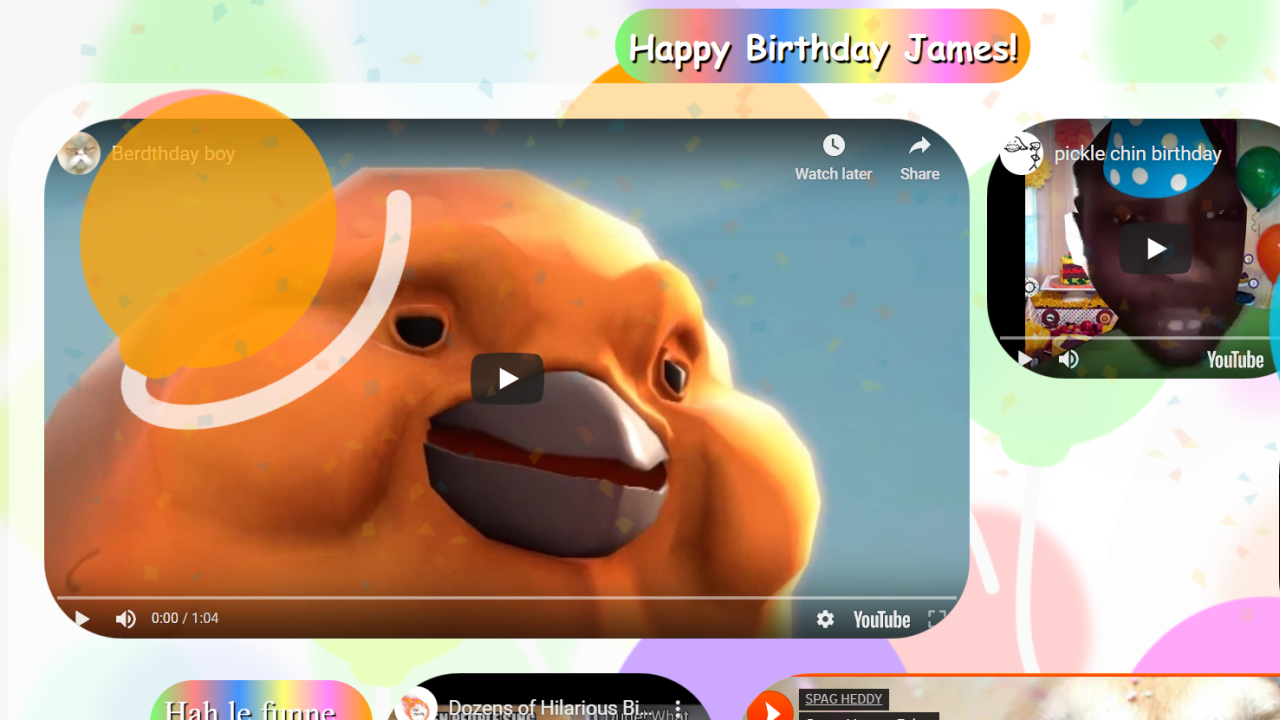 Happy Birthday James!
Berdthday boy
Watch later
Share
pickle chin birthday
YouTube
0:00 / 1:04
YouTube
Hah le funne
Dozens of Hilarious Bi...
SPAG HEDDY